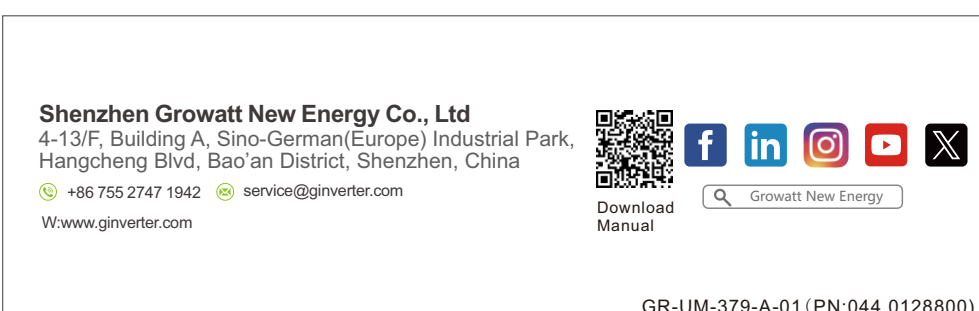 Shenzhen Growatt New Energy Co., Ltd
4-13/F, Building A, Sino-German(Europe) Industrial Park,
Hangcheng Blvd, Bao'an District, Shenzhen, China
+86 755 2747 1942 service@ginverter.com
W:www.ginverter.com
Download
Manual
Growatt New Energy
GR-UM-379-A-01(PN:044.0128800)